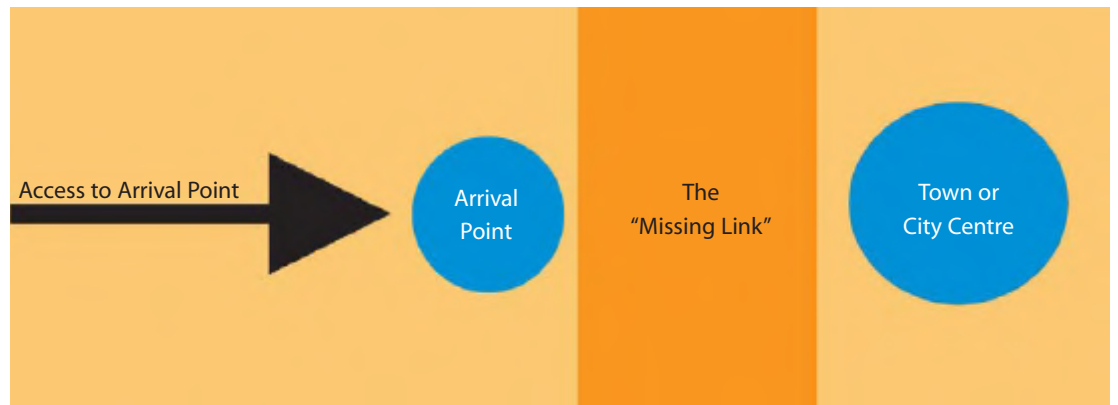 Access to Arrival Point
Arrival
Point
The
“Missing Link”
Town or
City Centre